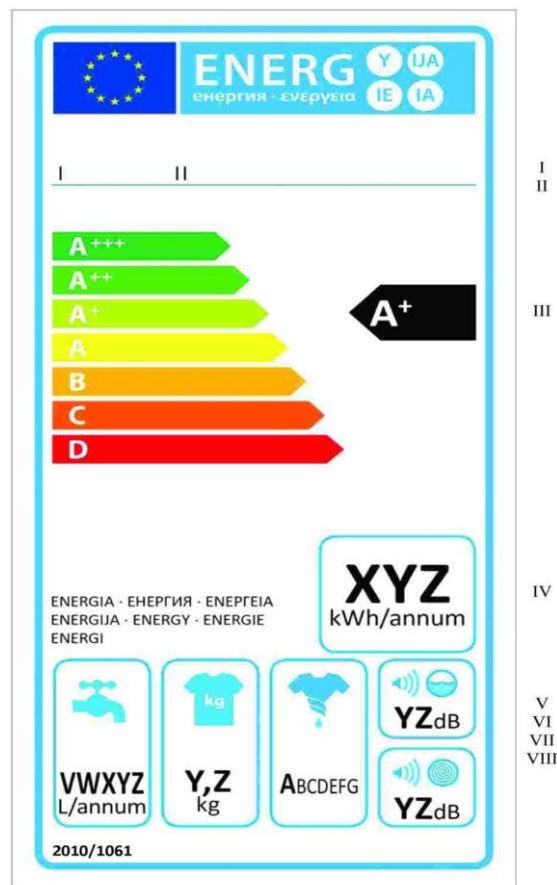 ENERG Y IJA
енергия · ενεργεια IE IA
I II
I
II
A+++
A++
A+
A
B
C
D
A+
III
XYZ
kWh/annum
IV
ENERGIA · ЕНЕРГИЯ · ΕΝΕΡΓΕΙΑ
ENERGIJA · ENERGY · ENERGIE
ENERGI
kg
VWXYZ
L/annum
Y,Z
kg
ABCDEFG
YZdB
YZdB
V
VI
VII
VIII
2010/1061